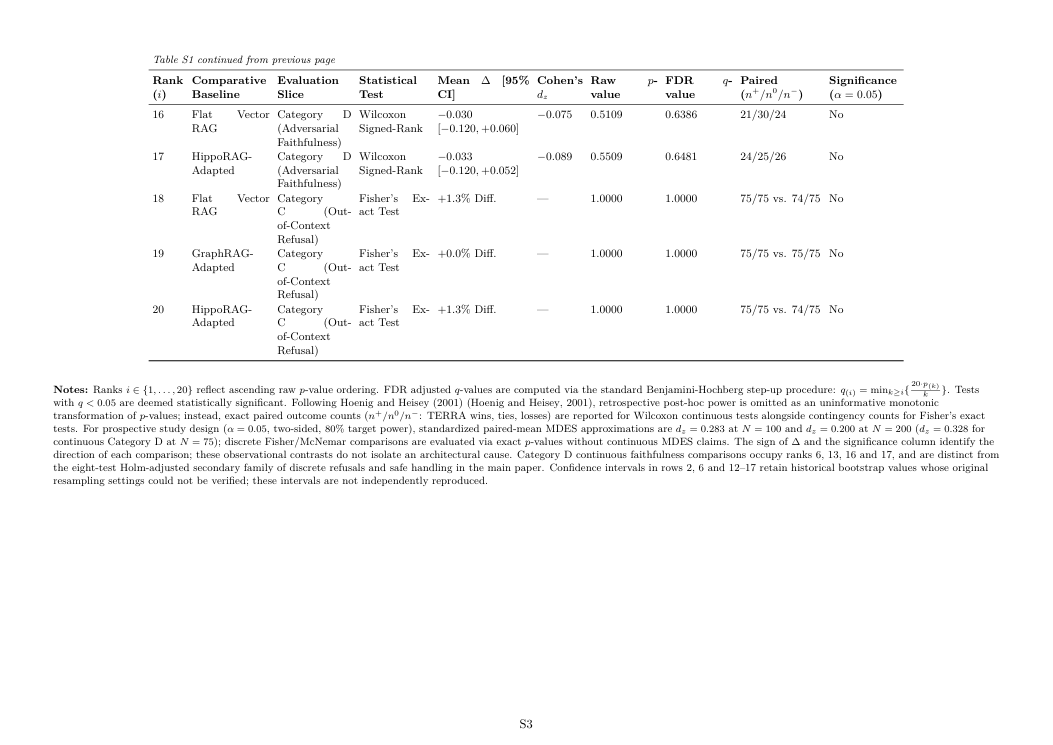 Table S1 continued from previous page
Rank (i) Comparative Baseline Evaluation Slice Statistical Test Mean Δ [95% CI] Cohen's d_z Raw p-value FDR q-value Paired (n⁺/n⁰/n⁻) Significance (α = 0.05)
16 Flat Vector RAG Category D (Adversarial Faithfulness) Wilcoxon Signed-Rank −0.030 [−0.120, +0.060] −0.075 0.5109 0.6386 21/30/24 No
17 HippoRAG-Adapted Category D (Adversarial Faithfulness) Wilcoxon Signed-Rank −0.033 [−0.120, +0.052] −0.089 0.5509 0.6481 24/25/26 No
18 Flat Vector RAG Category C (Out-of-Context Refusal) Fisher's Exact Test +1.3% Diff. — 1.0000 1.0000 75/75 vs. 74/75 No
19 GraphRAG-Adapted Category C (Out-of-Context Refusal) Fisher's Exact Test +0.0% Diff. — 1.0000 1.0000 75/75 vs. 75/75 No
20 HippoRAG-Adapted Category C (Out-of-Context Refusal) Fisher's Exact Test +1.3% Diff. — 1.0000 1.0000 75/75 vs. 74/75 No
Notes: Ranks i ∈ {1, . . . , 20} reflect ascending raw p-value ordering. FDR adjusted q-values are computed via the standard Benjamini-Hochberg step-up procedure: q_(i) = min_{k≥i}{20·p_(k)/k}. Tests
with q < 0.05 are deemed statistically significant. Following Hoenig and Heisey (2001) (Hoenig and Heisey, 2001), retrospective post-hoc power is omitted as an uninformative monotonic
transformation of p-values; instead, exact paired outcome counts (n⁺/n⁰/n⁻: TERRA wins, ties, losses) are reported for Wilcoxon continuous tests alongside contingency counts for Fisher's exact
tests. For prospective study design (α = 0.05, two-sided, 80% target power), standardized paired-mean MDES approximations are d_z = 0.283 at N = 100 and d_z = 0.200 at N = 200 (d_z = 0.328 for
continuous Category D at N = 75); discrete Fisher/McNemar comparisons are evaluated via exact p-values without continuous MDES claims. The sign of Δ and the significance column identify the
direction of each comparison; these observational contrasts do not isolate an architectural cause. Category D continuous faithfulness comparisons occupy ranks 6, 13, 16 and 17, and are distinct from
the eight-test Holm-adjusted secondary family of discrete refusals and safe handling in the main paper. Confidence intervals in rows 2, 6 and 12–17 retain historical bootstrap values whose original
resampling settings could not be verified; these intervals are not independently reproduced.
S3